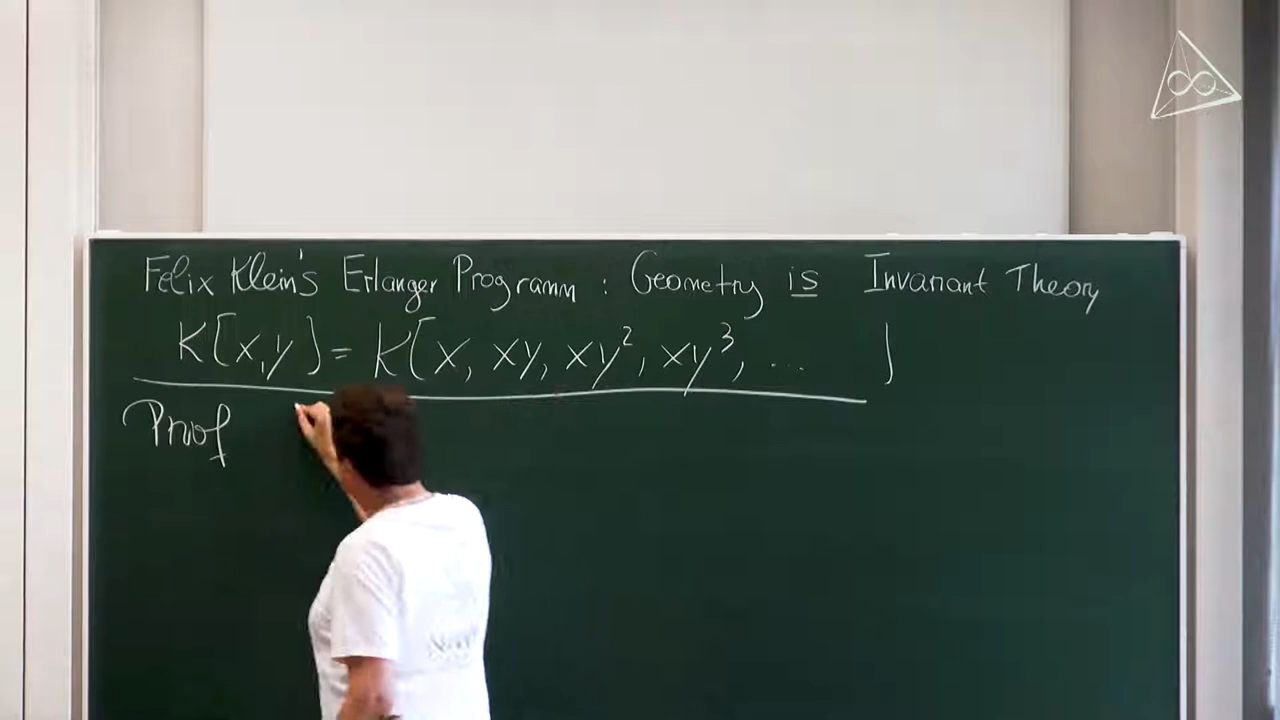 Felix Klein's Erlanger Programm : Geometry is Invariant Theory
K[x,y] = K[x, xy, xy², xy³, ... ]
Proof